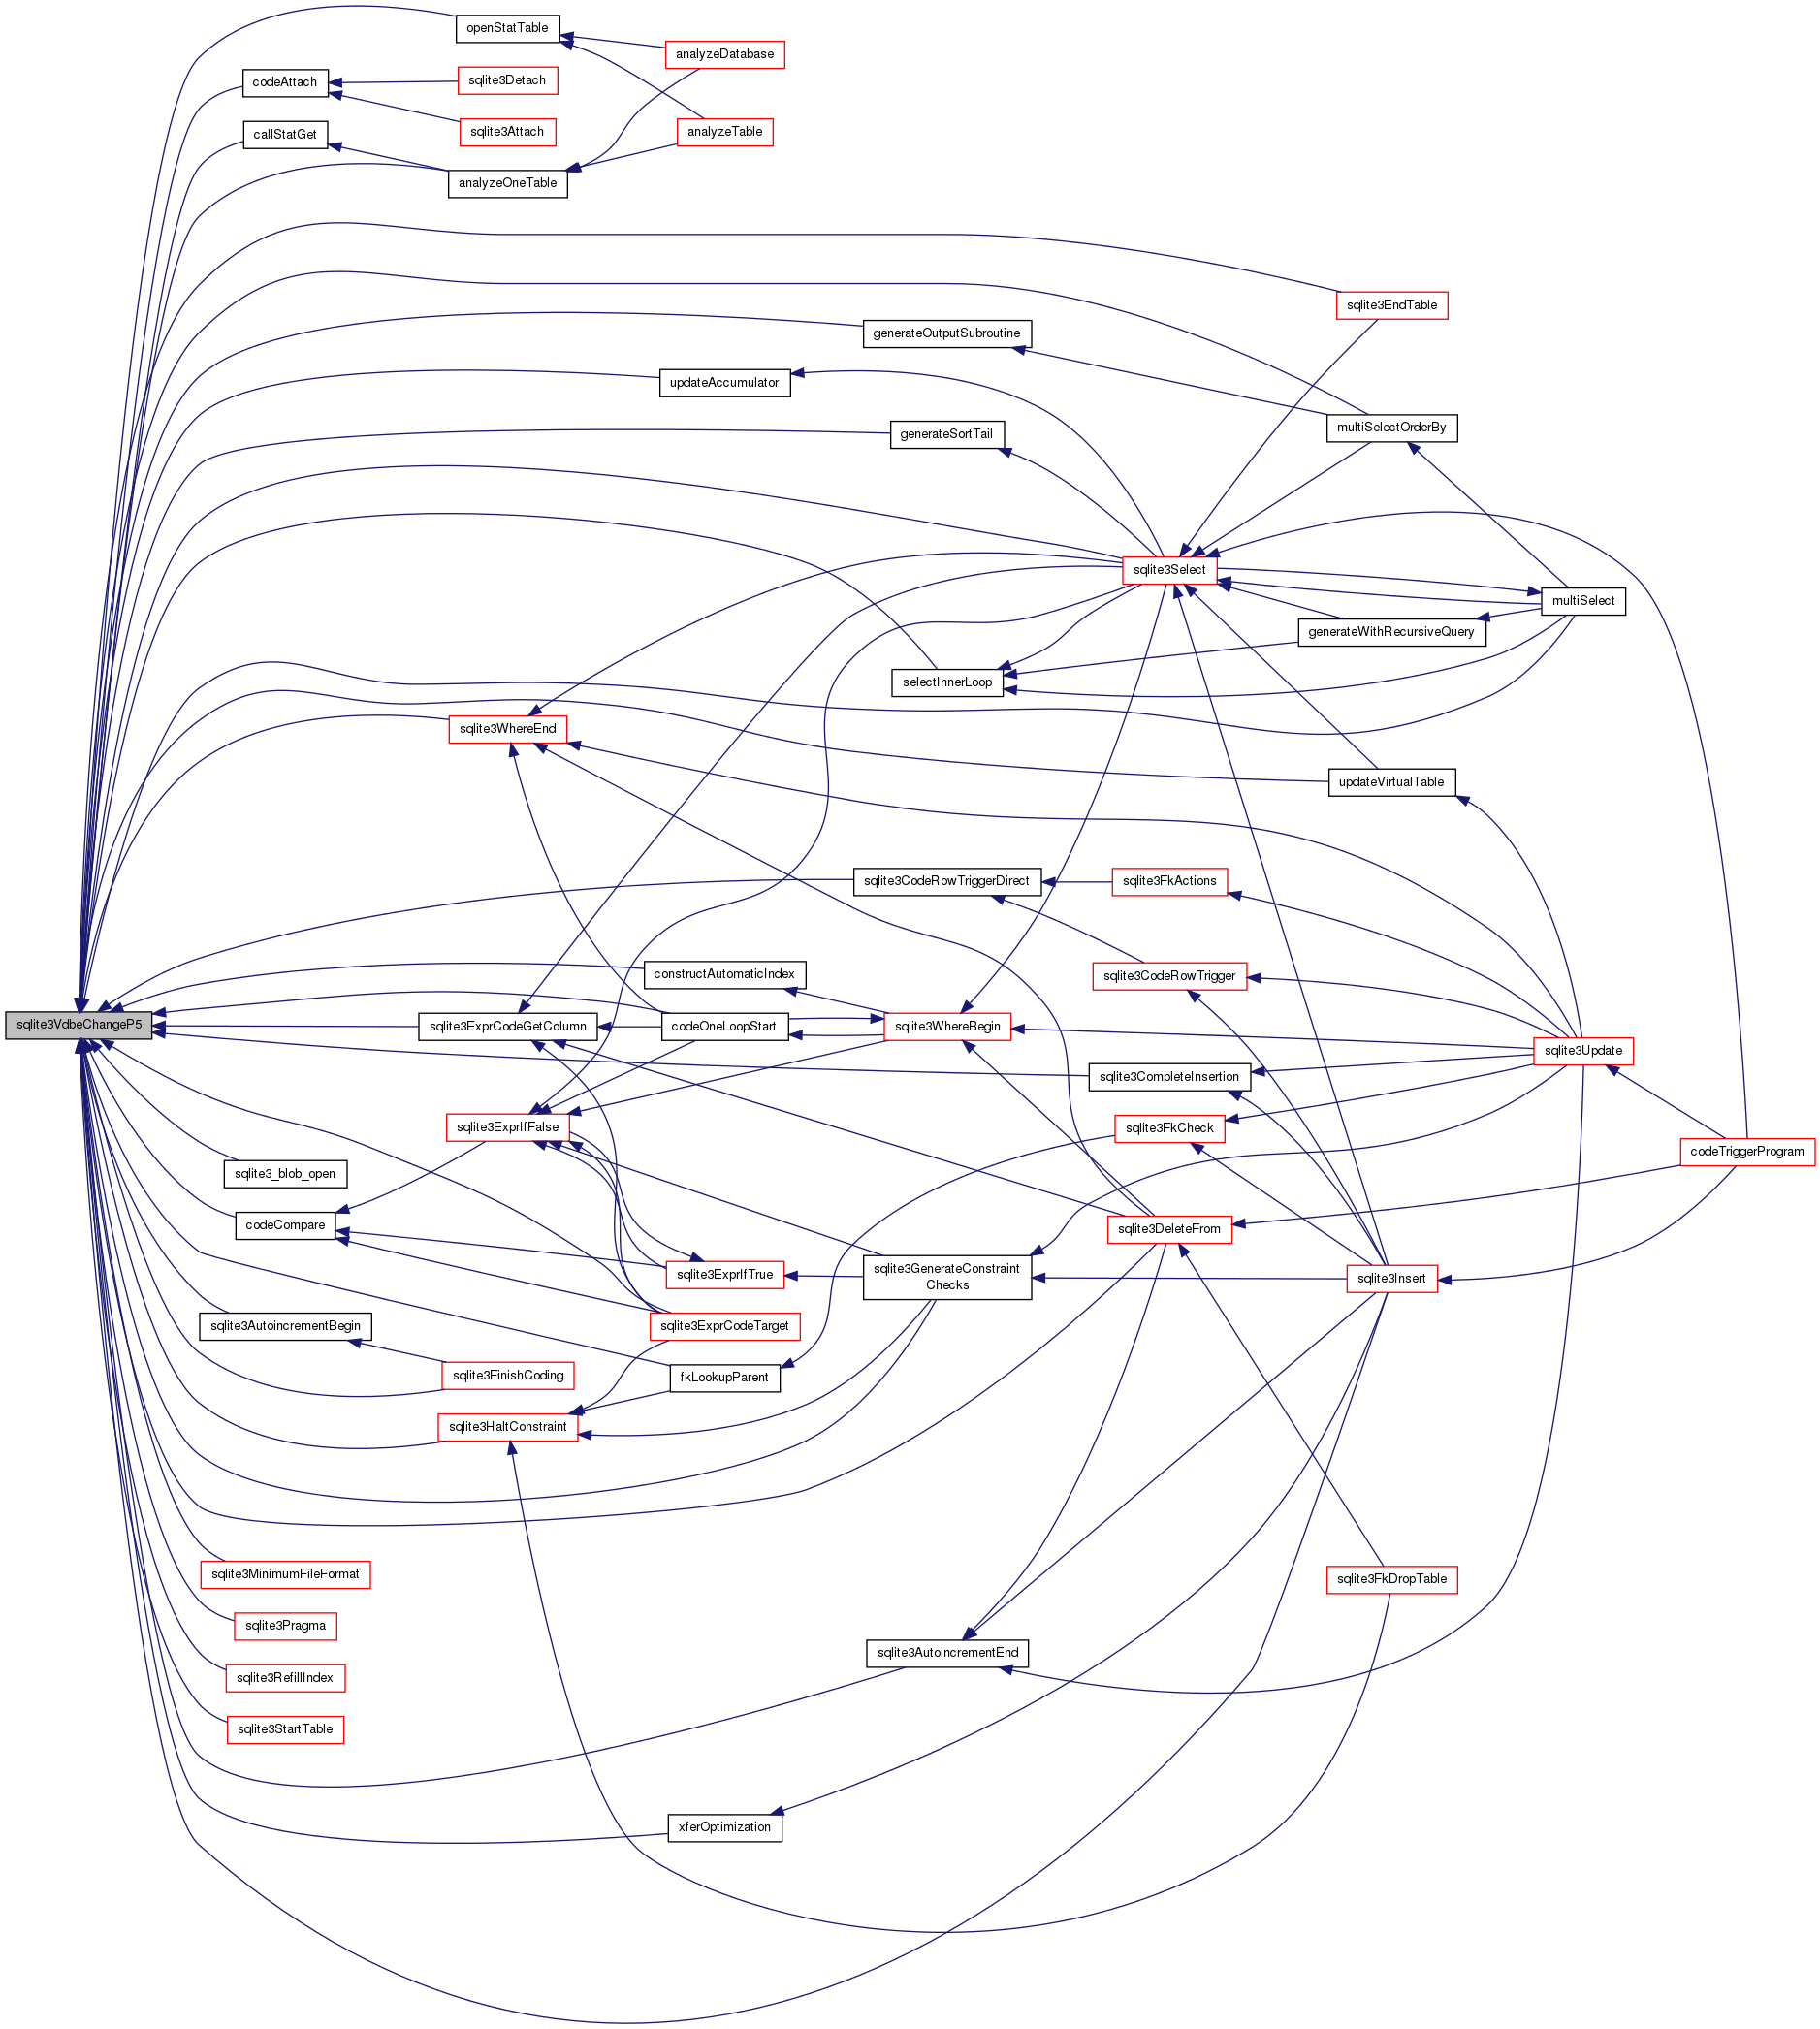 openStatTable
analyzeDatabase
codeAttach
sqlite3Detach
sqlite3Attach
analyzeTable
callStatGet
analyzeOneTable
sqlite3EndTable
generateOutputSubroutine
updateAccumulator
multiSelectOrderBy
generateSortTail
sqlite3Select
multiSelect
generateWithRecursiveQuery
selectInnerLoop
sqlite3WhereEnd
updateVirtualTable
sqlite3CodeRowTriggerDirect
sqlite3FkActions
constructAutomaticIndex
sqlite3CodeRowTrigger
sqlite3VdbeChangeP5
sqlite3ExprCodeGetColumn
codeOneLoopStart
sqlite3WhereBegin
sqlite3Update
sqlite3CompleteInsertion
sqlite3ExprIfFalse
sqlite3FkCheck
codeTriggerProgram
sqlite3_blob_open
codeCompare
sqlite3DeleteFrom
sqlite3ExprIfTrue
sqlite3GenerateConstraint
Checks
sqlite3Insert
sqlite3AutoincrementBegin
sqlite3ExprCodeTarget
sqlite3FinishCoding
fkLookupParent
sqlite3HaltConstraint
sqlite3MinimumFileFormat
sqlite3FkDropTable
sqlite3Pragma
sqlite3AutoincrementEnd
sqlite3RefillIndex
sqlite3StartTable
xferOptimization